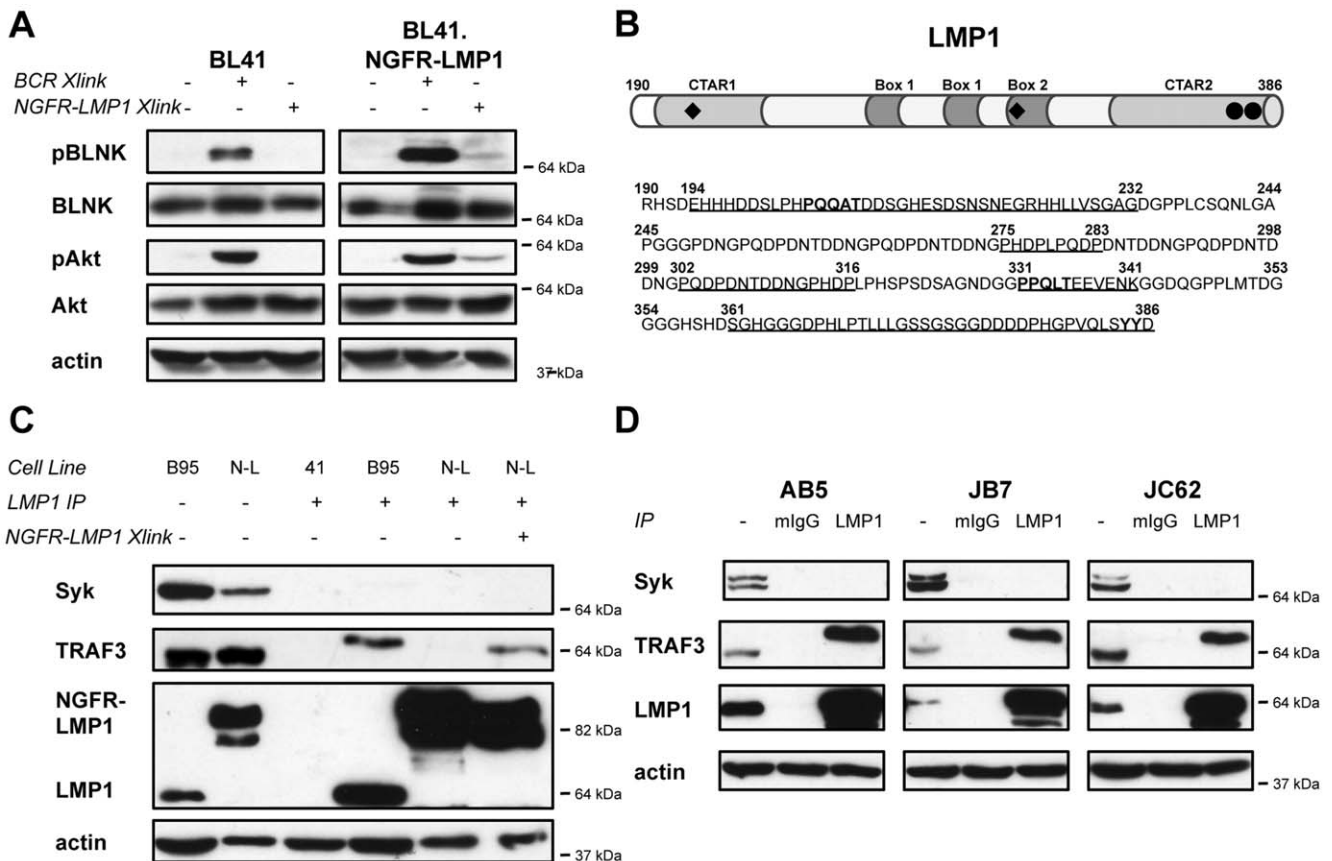 A
BL41
BL41.
NGFR-LMP1
BCR Xlink - + - - + -
NGFR-LMP1 Xlink - - + - - +
pBLNK
64 kDa
BLNK
64 kDa
pAkt
64 kDa
Akt
64 kDa
actin
37 kDa
B
LMP1
190 CTAR1 Box 1 Box 1 Box 2 CTAR2 386
190 194 232 244
RHSDEHHHDDSLPHPQQATDDSGHESDSNSNEGRHHLLVSGAGDGPPLCSQNLGA
245 275 283 298
PGGGPDNGPQDPDNTDDNGPQDPDNTDDNGPHDPLPQDPDNTDDNGPQDPDNTD
299 302 316 331 341 353
DNGPQDPDNTDDNGPHDPLPHSPSDSAGNDGGPPQLTEEVENKGGDQGPPLMTDG
354 361 386
GGGHSHDSGHGGGDPHLPTLLLGSSGSGGDDDDPHGPVQLSYYD
C
Cell Line B95 N-L 41 B95 N-L N-L
LMP1 IP - - + + + +
NGFR-LMP1 Xlink - - - - - +
Syk
64 kDa
TRAF3
64 kDa
NGFR-
LMP1
82 kDa
LMP1
64 kDa
actin
37 kDa
D
AB5 JB7 JC62
IP - mIgG LMP1 - mIgG LMP1 - mIgG LMP1
Syk
64 kDa
TRAF3
64 kDa
LMP1
64 kDa
actin
37 kDa